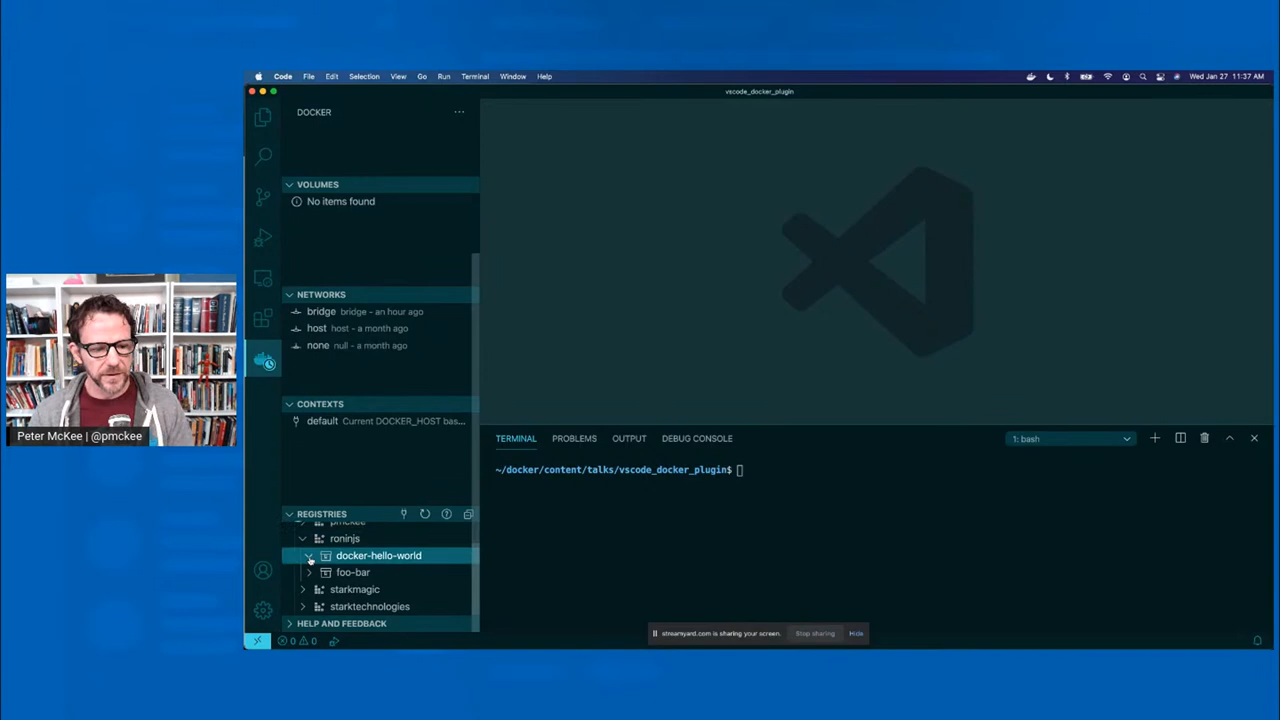 Code File Edit Selection View Go Run Terminal Window Help
Wed Jan 27 11:37 AM
vscode_docker_plugin
DOCKER
VOLUMES
No items found
NETWORKS
bridge bridge - an hour ago
host host - a month ago
none null - a month ago
CONTEXTS
default Current DOCKER_HOST bas...
REGISTRIES
pmckee
roninjs
docker-hello-world
foo-bar
starkmagic
starktechnologies
HELP AND FEEDBACK
0 0
TERMINAL PROBLEMS OUTPUT DEBUG CONSOLE
1: bash
~/docker/content/talks/vscode_docker_plugin$
streamyard.com is sharing your screen. Stop sharing Hide
Peter McKee | @pmckee